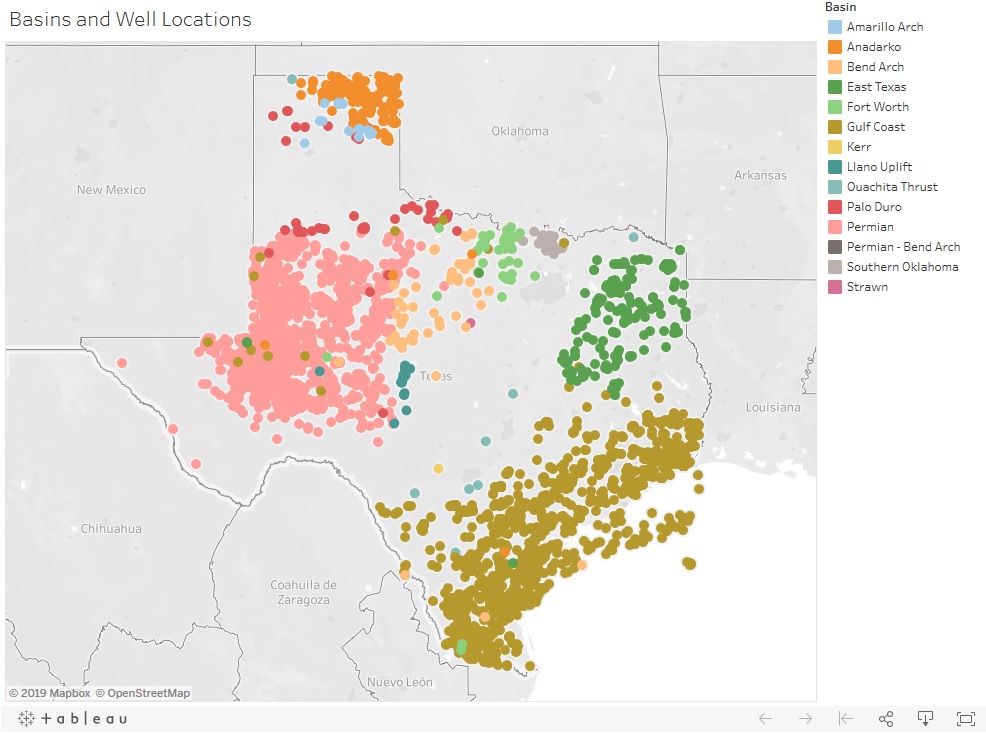 Basins and Well Locations
Basin
Amarillo Arch
Anadarko
Bend Arch
East Texas
Fort Worth
Gulf Coast
Kerr
Llano Uplift
Ouachita Thrust
Palo Duro
Permian
Permian - Bend Arch
Southern Oklahoma
Strawn
Oklahoma
Arkansas
New Mexico
Louisiana
Chihuahua
Coahuila de
Zaragoza
Nuevo León
© 2019 Mapbox © OpenStreetMap
+ a b l e a u